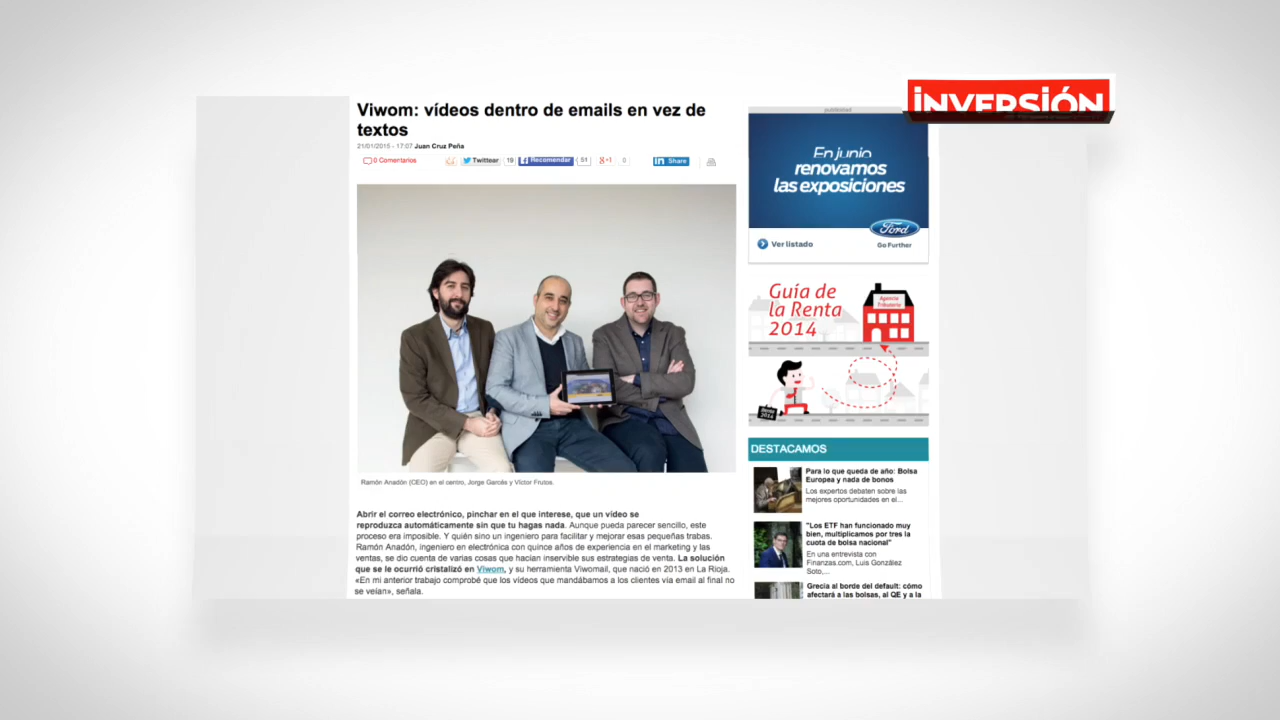 INVERSIÓN
Viwom: vídeos dentro de emails en vez de
textos
21/01/2015 - 17:07 Juan Cruz Peña
0 Comentarios
Twittear
19
Recomendar
51
+1
0
in Share
publicidad
En junio
renovamos
las exposiciones
Ford
Ver listado
Go Further
Guía de
la Renta
2014
Agencia
Tributaria
Renta
2014
DESTACAMOS
Para lo que queda de año: Bolsa
Europea y nada de bonos
Los expertos debaten sobre las
mejores oportunidades en el...
"Los ETF han funcionado muy
bien, multiplicamos por tres la
cuota de bolsa nacional"
En una entrevista con
Finanzas.com, Luis González
Soto,...
Grecia al borde del default: cómo
afectará a las bolsas, al QE y a la
Ramón Anadón (CEO) en el centro, Jorge Garcés y Víctor Frutos.
Abrir el correo electrónico, pinchar en el que interese, que un vídeo se
reproduzca automáticamente sin que tu hagas nada. Aunque pueda parecer sencillo, este
proceso era imposible. Y quién sino un ingeniero para facilitar y mejorar esas pequeñas trabas.
Ramón Anadón, ingeniero en electrónica con quince años de experiencia en el marketing y las
ventas, se dio cuenta de varias cosas que hacían inservible sus estrategias de venta. La solución
que se le ocurrió cristalizó en Viwom, y su herramienta Viwomail, que nació en 2013 en La Rioja.
«En mi anterior trabajo comprobé que los vídeos que mandábamos a los clientes vía email al final no
se veían», señala.